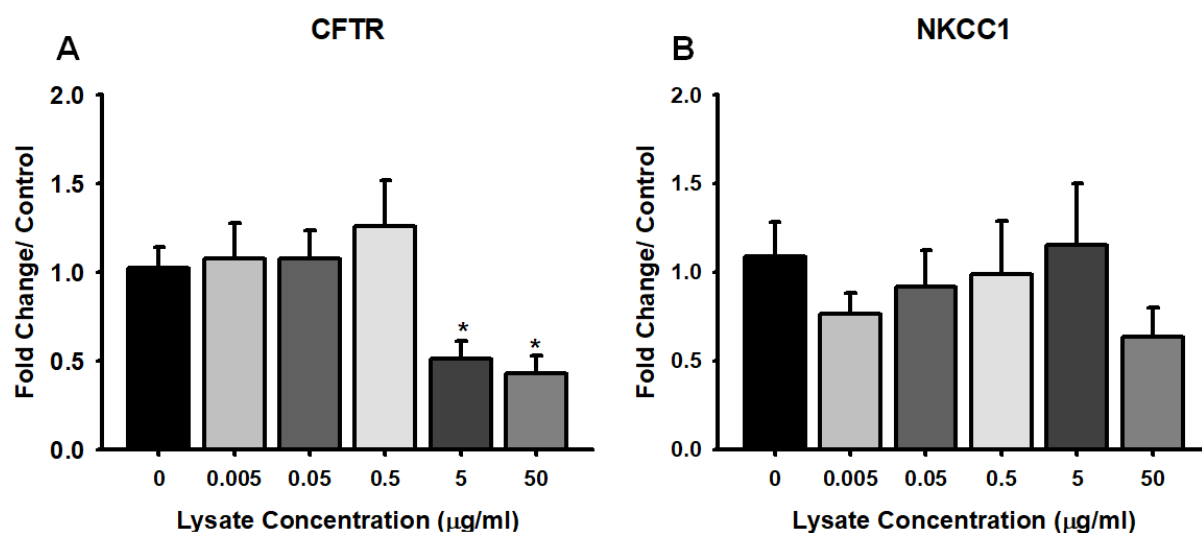 A
CFTR
Fold Change/ Control
2.0
1.5
1.0
0.5
0.0
*
*
0 0.005 0.05 0.5 5 50
Lysate Concentration (μg/ml)
B
NKCC1
Fold Change/ Control
2.0
1.5
1.0
0.5
0.0
0 0.005 0.05 0.5 5 50
Lysate Concentration (μg/ml)